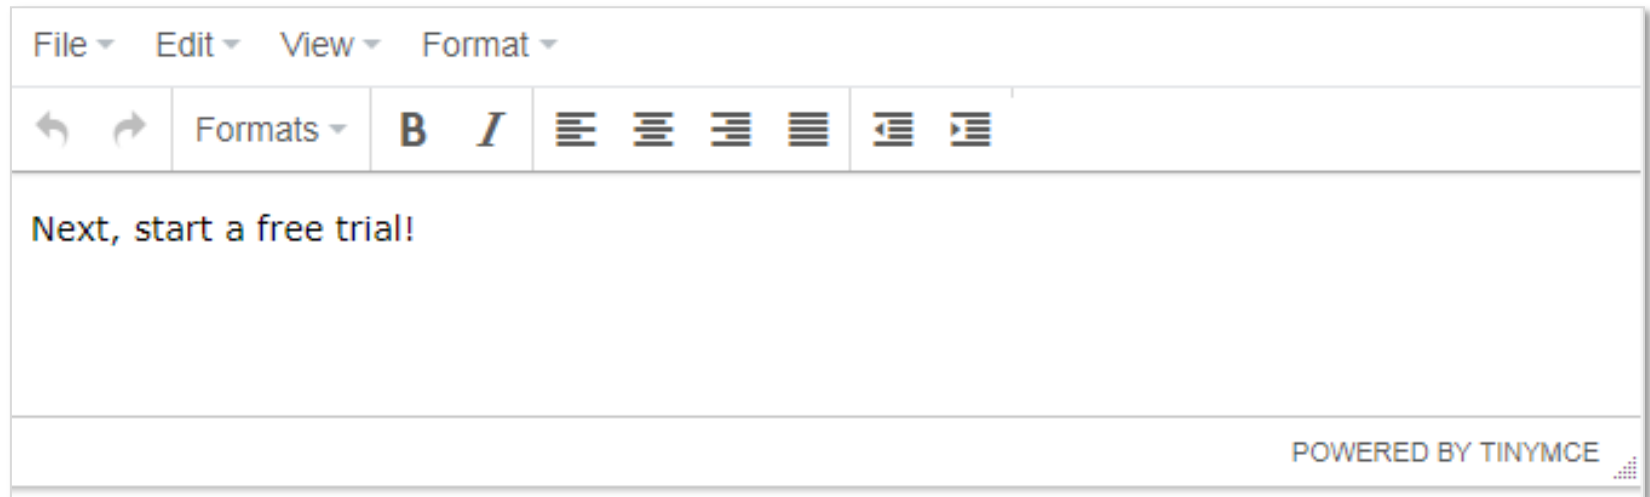 File Edit View Format
Formats B I
Next, start a free trial!
POWERED BY TINYMCE